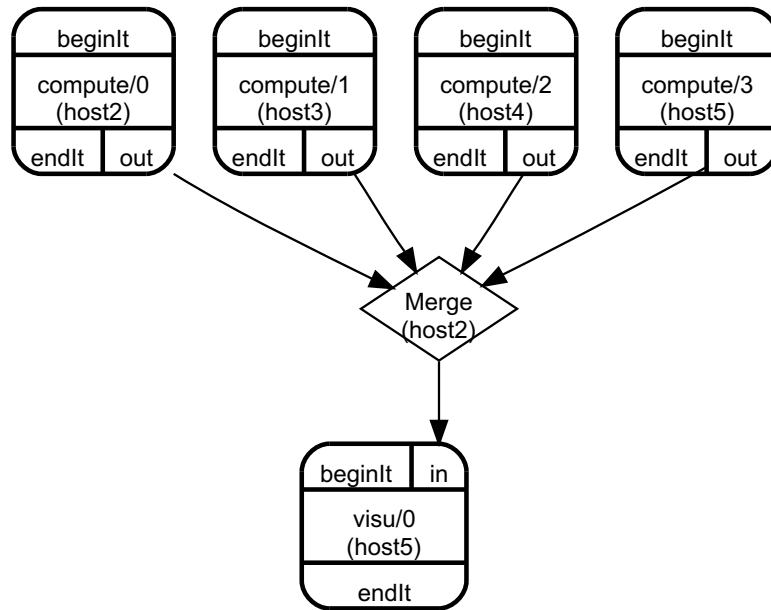 beginIt
compute/0
(host2)
endIt
out
beginIt
compute/1
(host3)
endIt
out
beginIt
compute/2
(host4)
endIt
out
beginIt
compute/3
(host5)
endIt
out
Merge
(host2)
beginIt
in
visu/0
(host5)
endIt